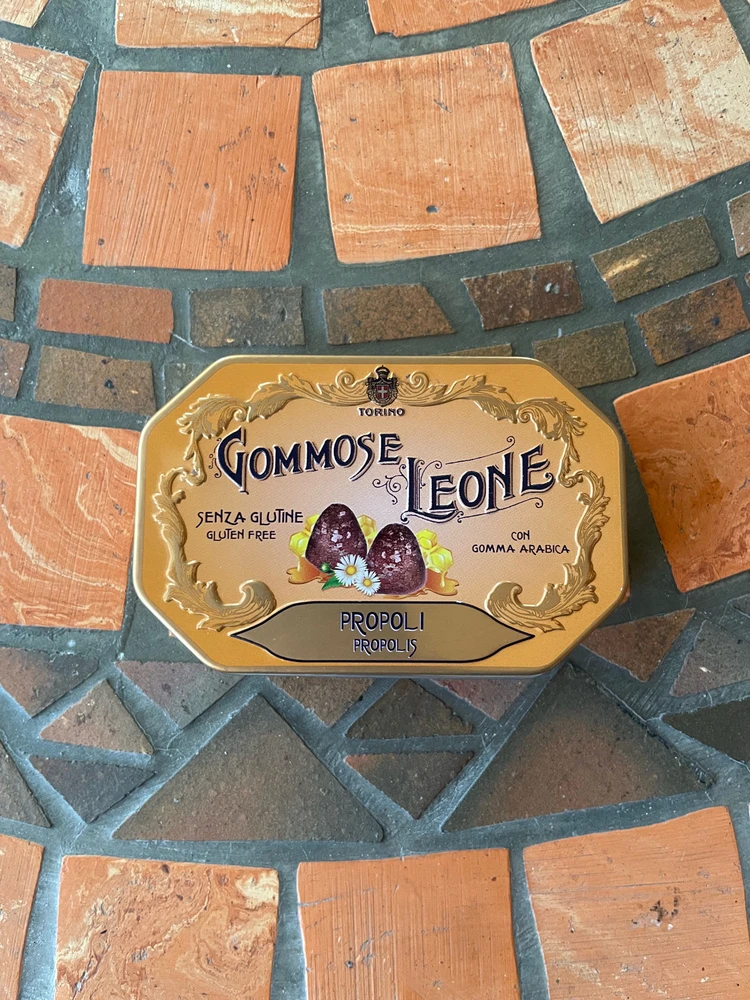 TORINO
GOMMOSE
LEONE
SENZA GLUTINE
GLUTEN FREE
CON
GOMMA ARABICA
PROPOLI
PROPOLIS